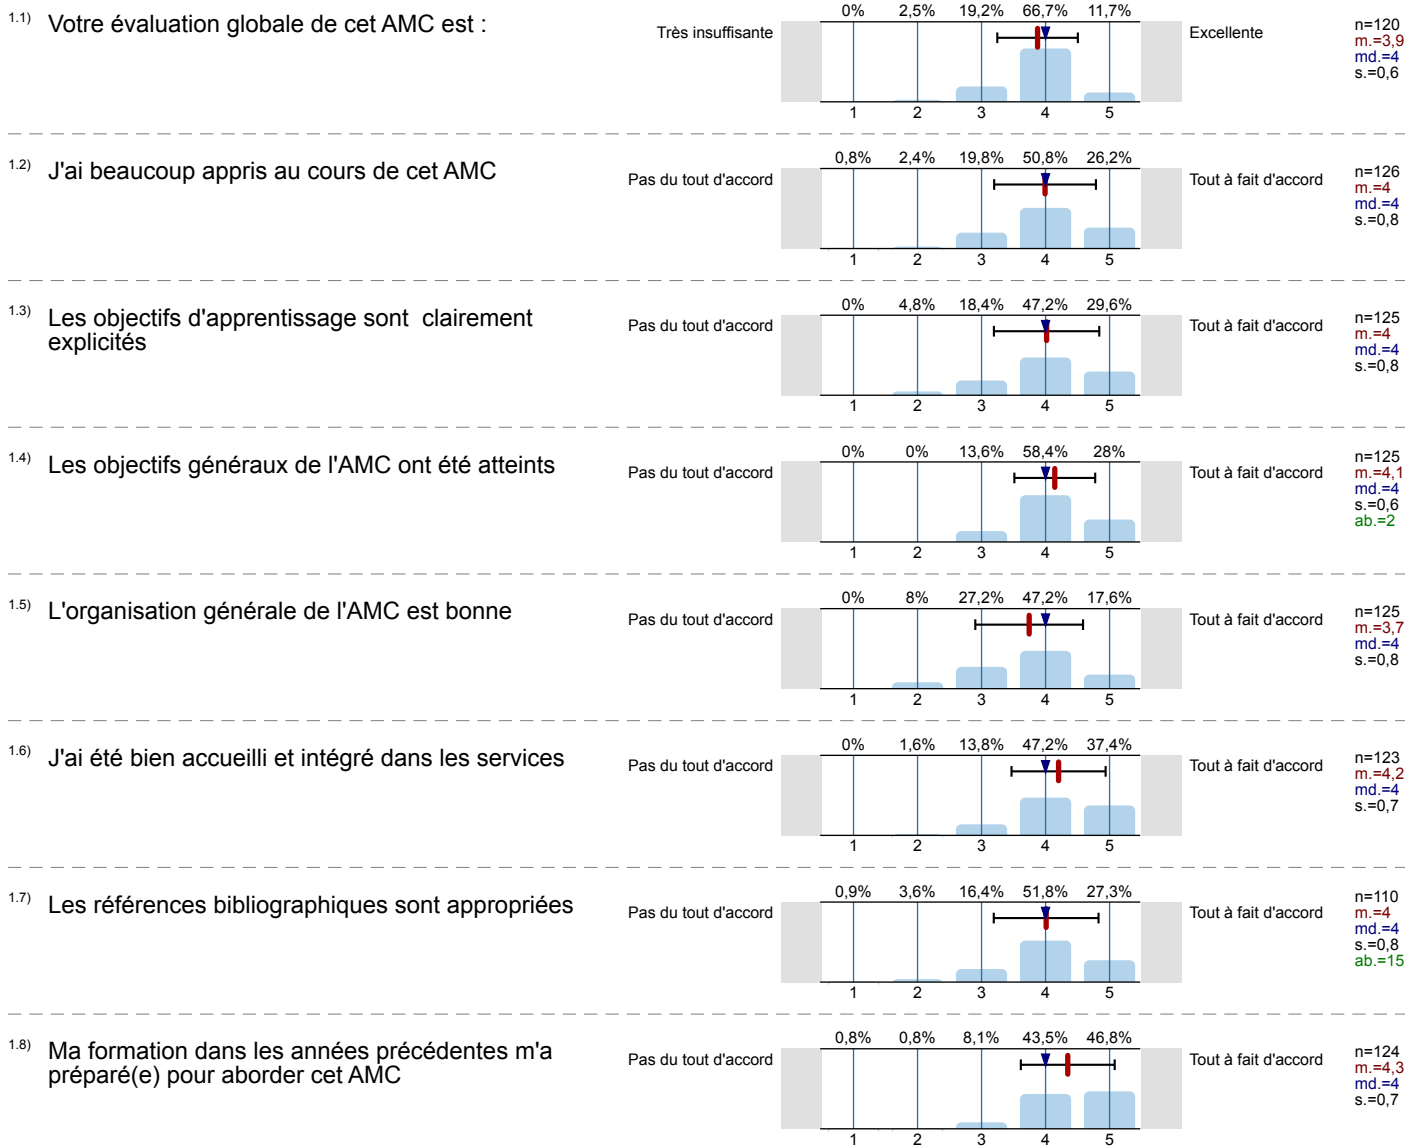 1.1) Votre évaluation globale de cet AMC est :
Très insuffisante
0% 2,5% 19,2% 66,7% 11,7%
1 2 3 4 5
Excellente
n=120
m.=3,9
md.=4
s.=0,6
1.2) J'ai beaucoup appris au cours de cet AMC
Pas du tout d'accord
0,8% 2,4% 19,8% 50,8% 26,2%
1 2 3 4 5
Tout à fait d'accord
n=126
m.=4
md.=4
s.=0,8
1.3) Les objectifs d'apprentissage sont clairement
explicités
Pas du tout d'accord
0% 4,8% 18,4% 47,2% 29,6%
1 2 3 4 5
Tout à fait d'accord
n=125
m.=4
md.=4
s.=0,8
1.4) Les objectifs généraux de l'AMC ont été atteints
Pas du tout d'accord
0% 0% 13,6% 58,4% 28%
1 2 3 4 5
Tout à fait d'accord
n=125
m.=4,1
md.=4
s.=0,6
ab.=2
1.5) L'organisation générale de l'AMC est bonne
Pas du tout d'accord
0% 8% 27,2% 47,2% 17,6%
1 2 3 4 5
Tout à fait d'accord
n=125
m.=3,7
md.=4
s.=0,8
1.6) J'ai été bien accueilli et intégré dans les services
Pas du tout d'accord
0% 1,6% 13,8% 47,2% 37,4%
1 2 3 4 5
Tout à fait d'accord
n=123
m.=4,2
md.=4
s.=0,7
1.7) Les références bibliographiques sont appropriées
Pas du tout d'accord
0,9% 3,6% 16,4% 51,8% 27,3%
1 2 3 4 5
Tout à fait d'accord
n=110
m.=4
md.=4
s.=0,8
ab.=15
1.8) Ma formation dans les années précédentes m'a
préparé(e) pour aborder cet AMC
Pas du tout d'accord
0,8% 0,8% 8,1% 43,5% 46,8%
1 2 3 4 5
Tout à fait d'accord
n=124
m.=4,3
md.=4
s.=0,7